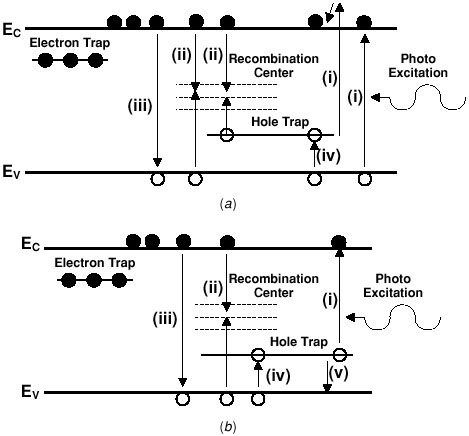 E_C
Electron Trap
(ii) (ii)
Recombination
Center
Photo
Excitation
(i)
(i)
(iii)
Hole Trap
(iv)
E_V
(a)
E_C
Electron Trap
(ii)
Recombination
Center
Photo
Excitation
(i)
(iii)
Hole Trap
(iv)
(v)
E_V
(b)